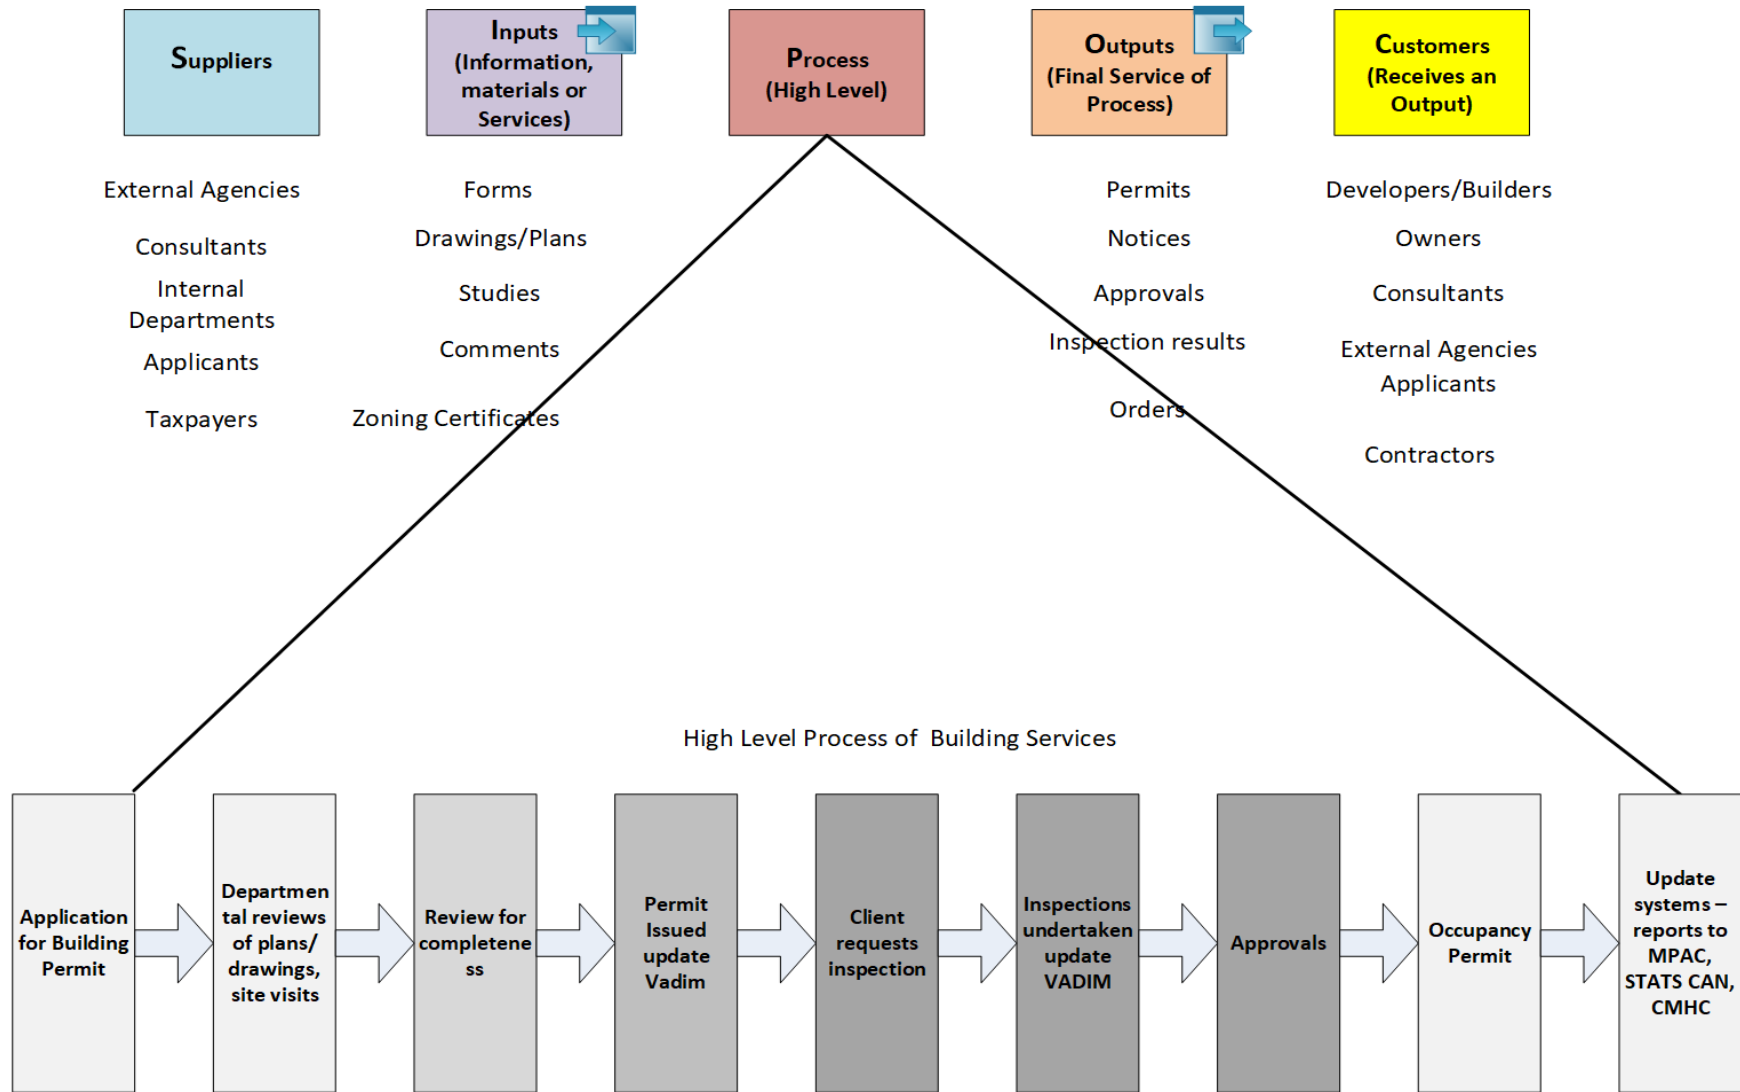 Suppliers
Inputs
(Information,
materials or
Services)
Process
(High Level)
Outputs
(Final Service of
Process)
Customers
(Receives an
Output)
External Agencies
Consultants
Internal
Departments
Applicants
Taxpayers
Forms
Drawings/Plans
Studies
Comments
Zoning Certificates
Permits
Notices
Approvals
Inspection results
Orders
Developers/Builders
Owners
Consultants
External Agencies
Applicants
Contractors
High Level Process of Building Services
Application
for Building
Permit
Departmen
tal reviews
of plans/
drawings,
site visits
Review for
completene
ss
Permit
Issued
update
Vadim
Client
requests
inspection
Inspections
undertaken
update
VADIM
Approvals
Occupancy
Permit
Update
systems –
reports to
MPAC,
STATS CAN,
CMHC